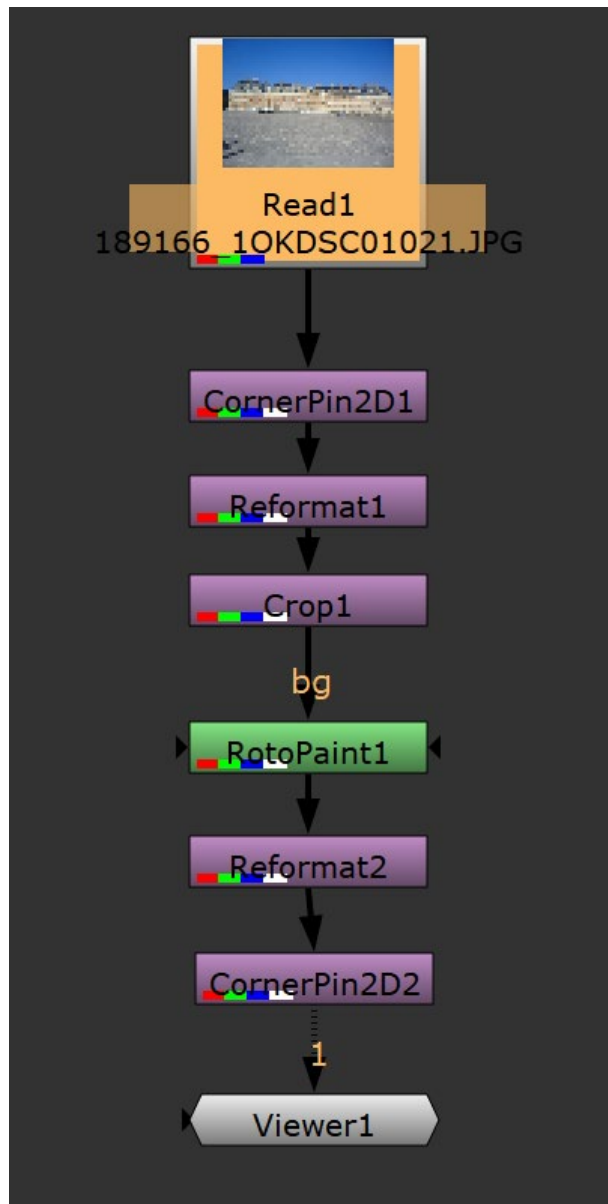 Read1
189166_1OKDSC01021.JPG
CornerPin2D1
Reformat1
Crop1
bg
RotoPaint1
Reformat2
CornerPin2D2
1
Viewer1